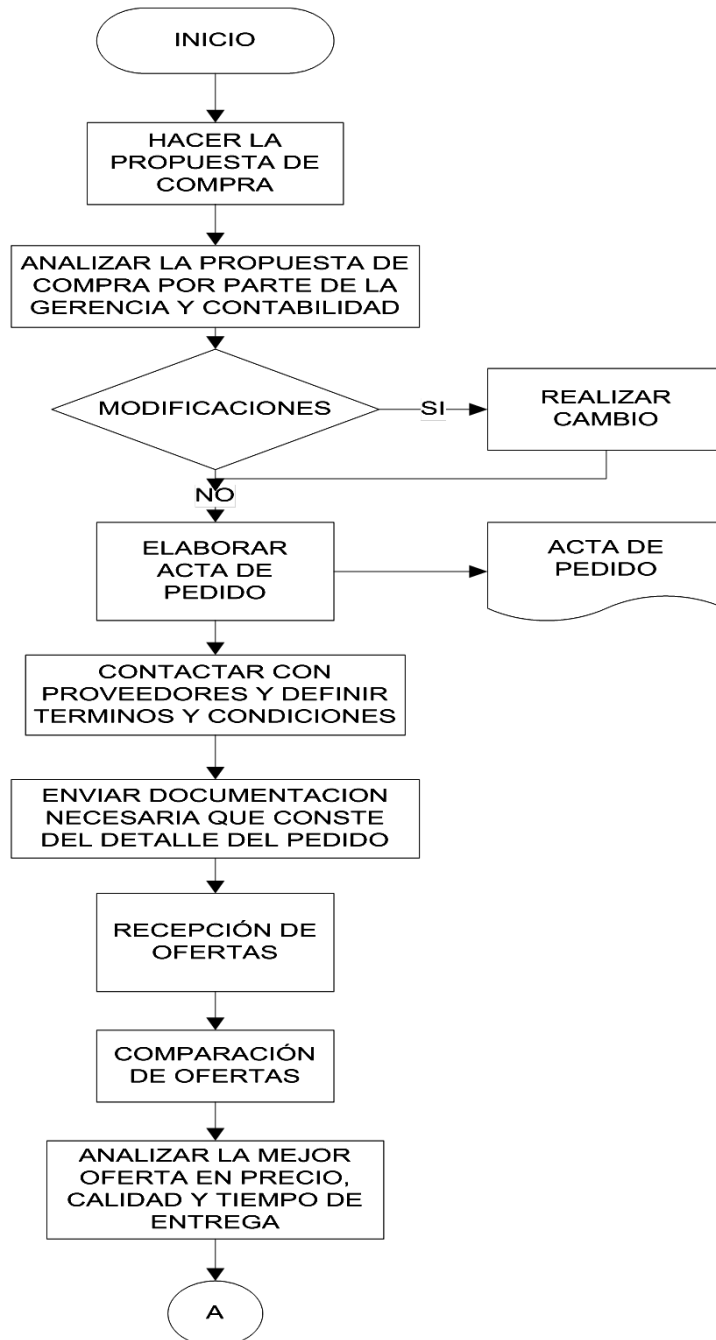 INICIO
HACER LA
PROPUESTA DE
COMPRA
ANALIZAR LA PROPUESTA DE
COMPRA POR PARTE DE LA
GERENCIA Y CONTABILIDAD
MODIFICACIONES
SI
REALIZAR
CAMBIO
NO
ELABORAR
ACTA DE
PEDIDO
ACTA DE
PEDIDO
CONTACTAR CON
PROVEEDORES Y DEFINIR
TERMINOS Y CONDICIONES
ENVIAR DOCUMENTACION
NECESARIA QUE CONSTE
DEL DETALLE DEL PEDIDO
RECEPCIÓN DE
OFERTAS
COMPARACIÓN
DE OFERTAS
ANALIZAR LA MEJOR
OFERTA EN PRECIO,
CALIDAD Y TIEMPO DE
ENTREGA
A